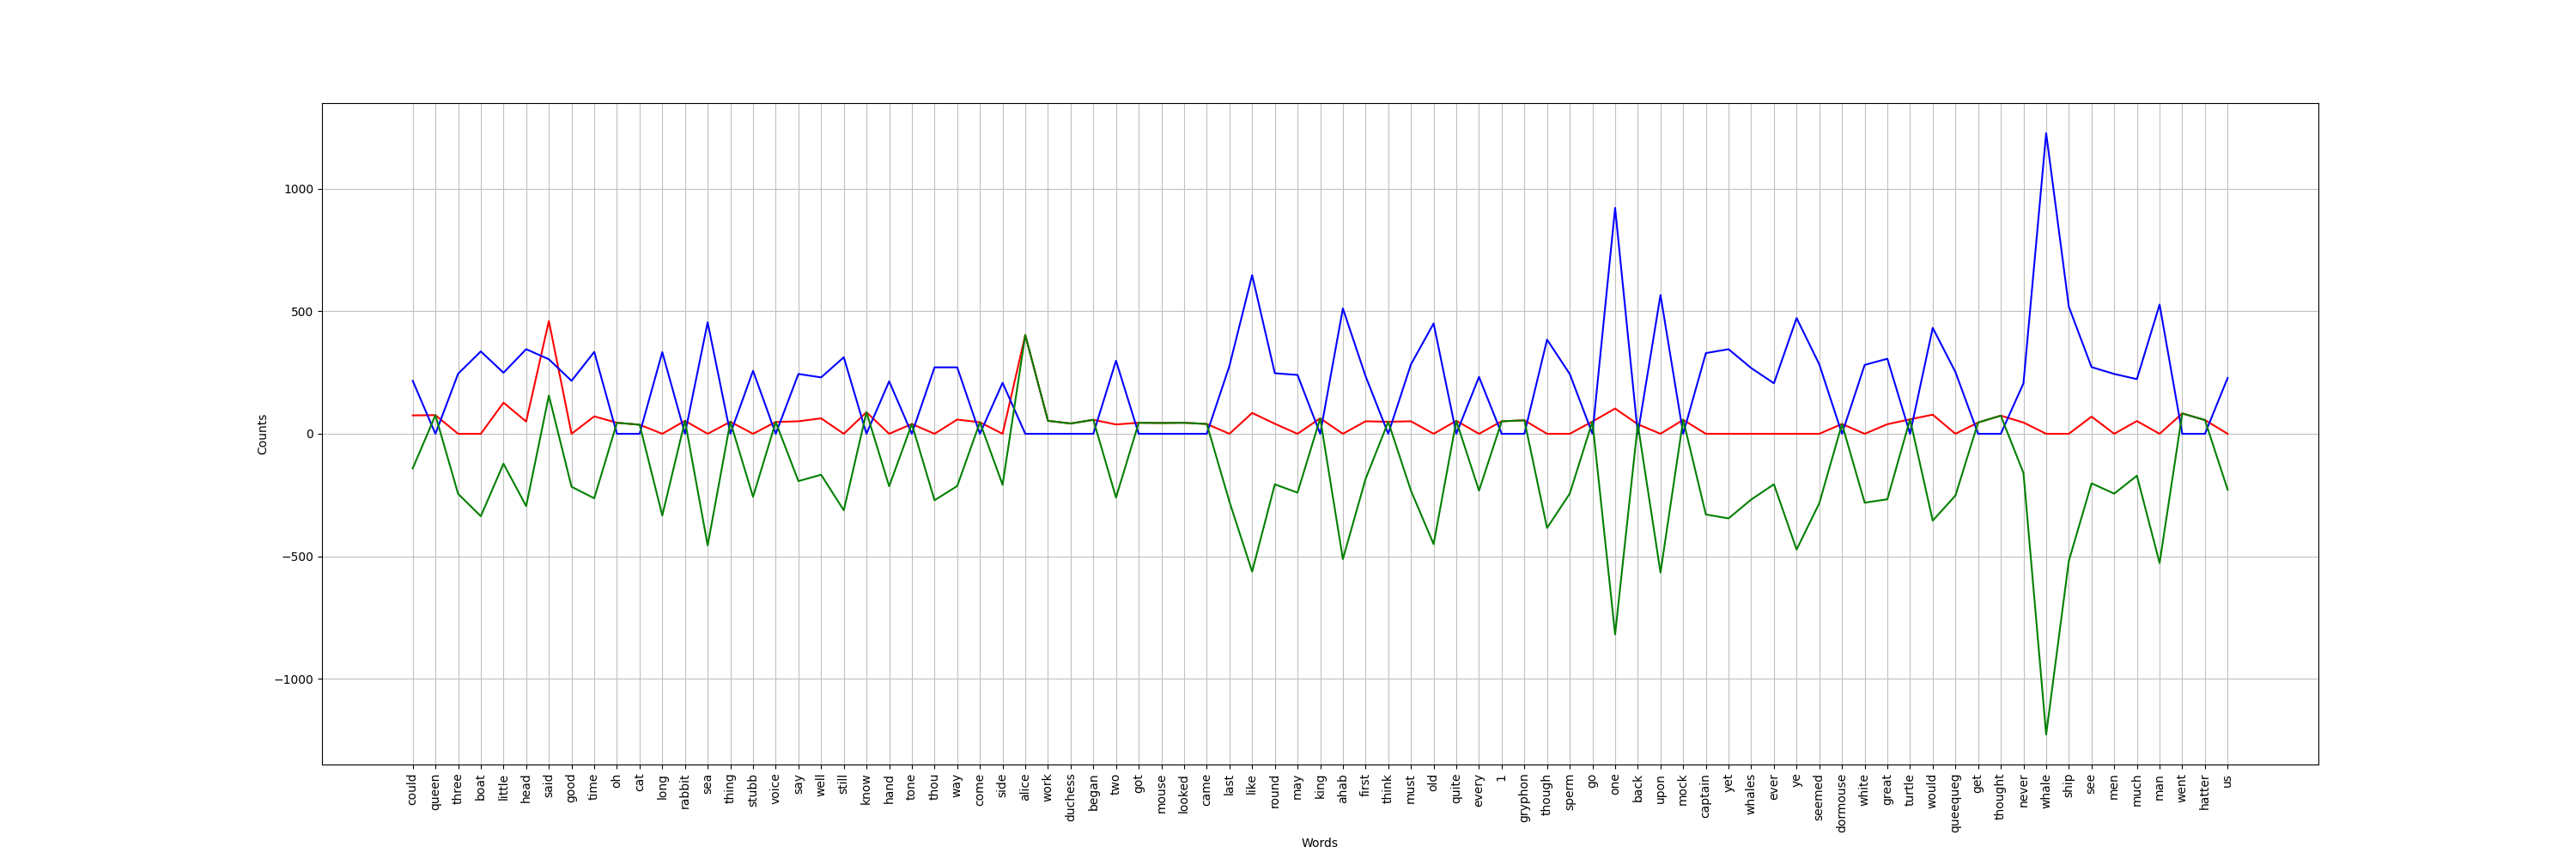 1000
500
0
−500
−1000
Counts
could
queen
three
boat
little
head
said
good
time
oh
cat
long
rabbit
sea
thing
stubb
voice
say
well
still
know
hand
tone
thou
way
come
side
alice
work
duchess
began
two
got
mouse
looked
came
last
like
round
may
king
ahab
first
think
must
old
quite
every
1
gryphon
though
sperm
go
one
back
upon
mock
captain
yet
whales
ever
ye
seemed
dormouse
white
great
turtle
would
queequeg
get
thought
never
whale
ship
see
men
much
man
went
hatter
us
Words